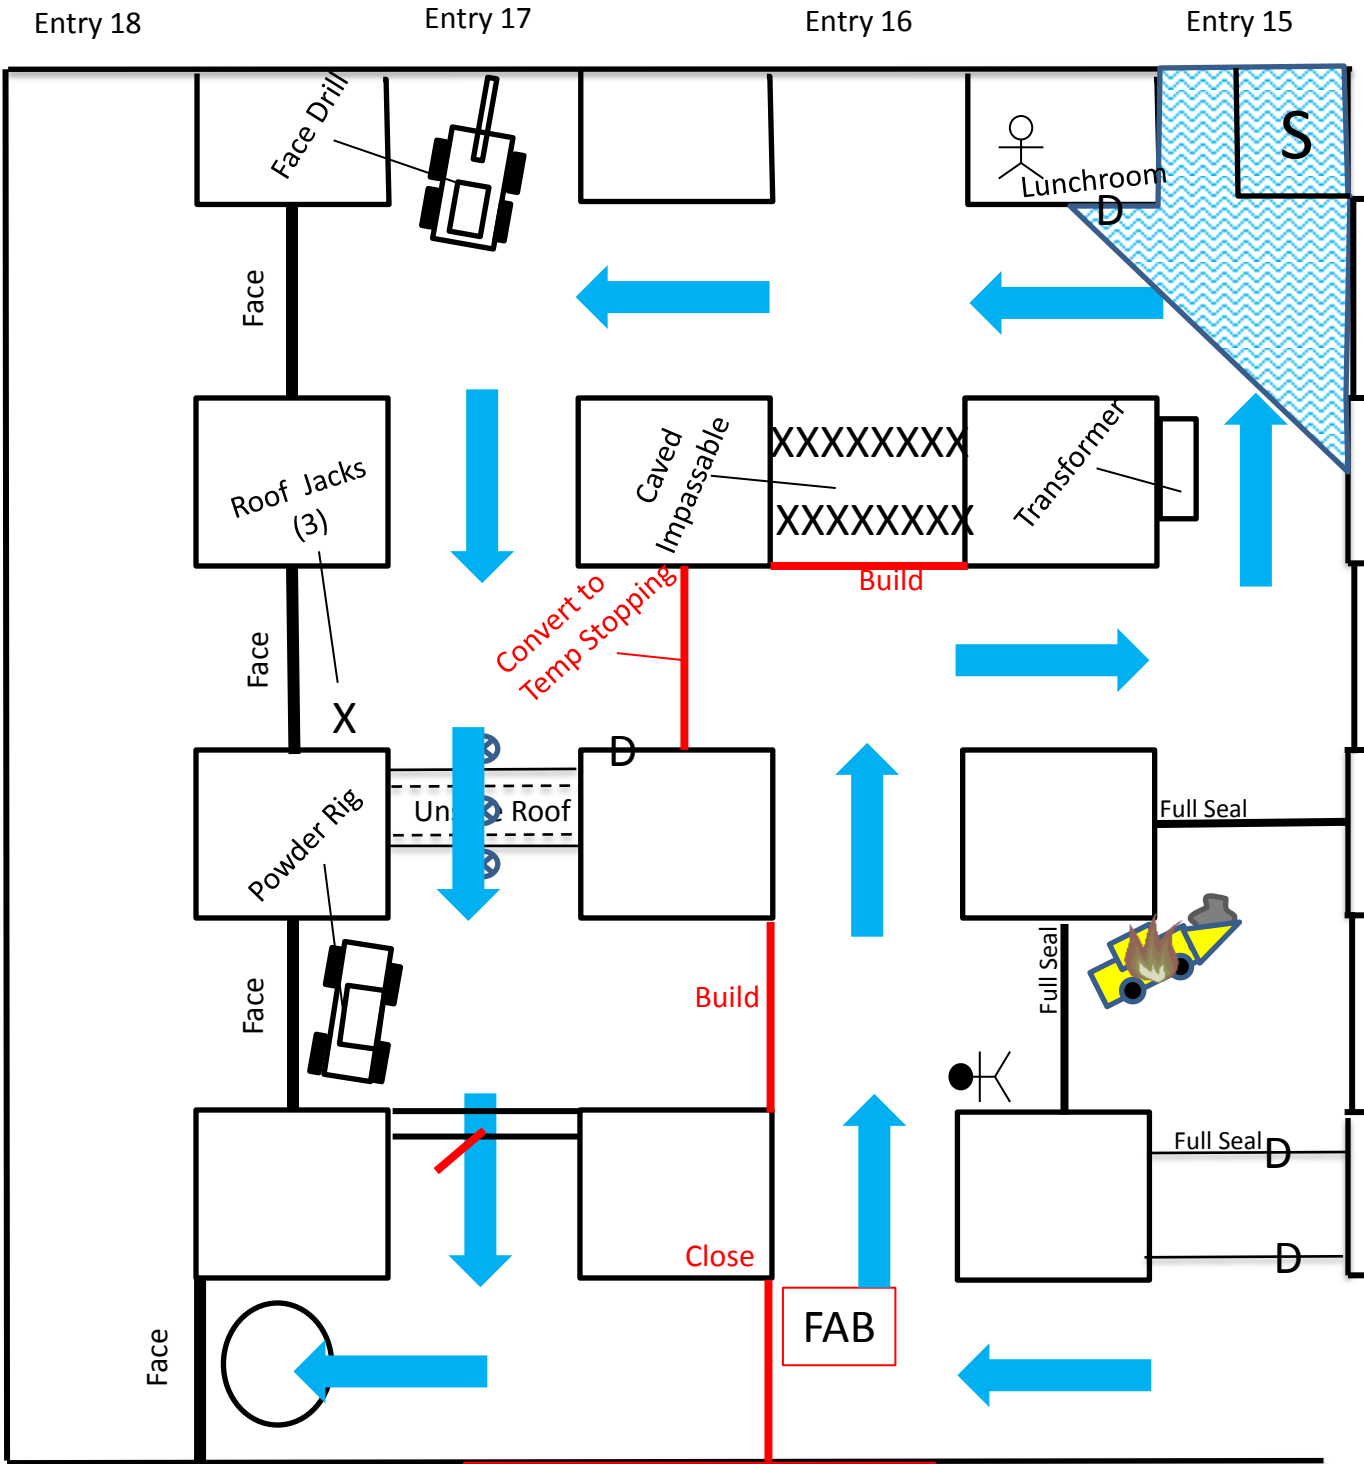 Entry 18
Entry 17
Entry 16
Entry 15
Face Drill
S
Lunchroom
D
Face
Roof Jacks
(3)
Caved
Impassable
XXXXXXXX
XXXXXXXX
Transformer
Build
Convert to
Temp Stopping
Face
X
D
Roof
Powder Rig
Full Seal
Face
Build
Full Seal
Full Seal
D
Close
D
FAB
Face